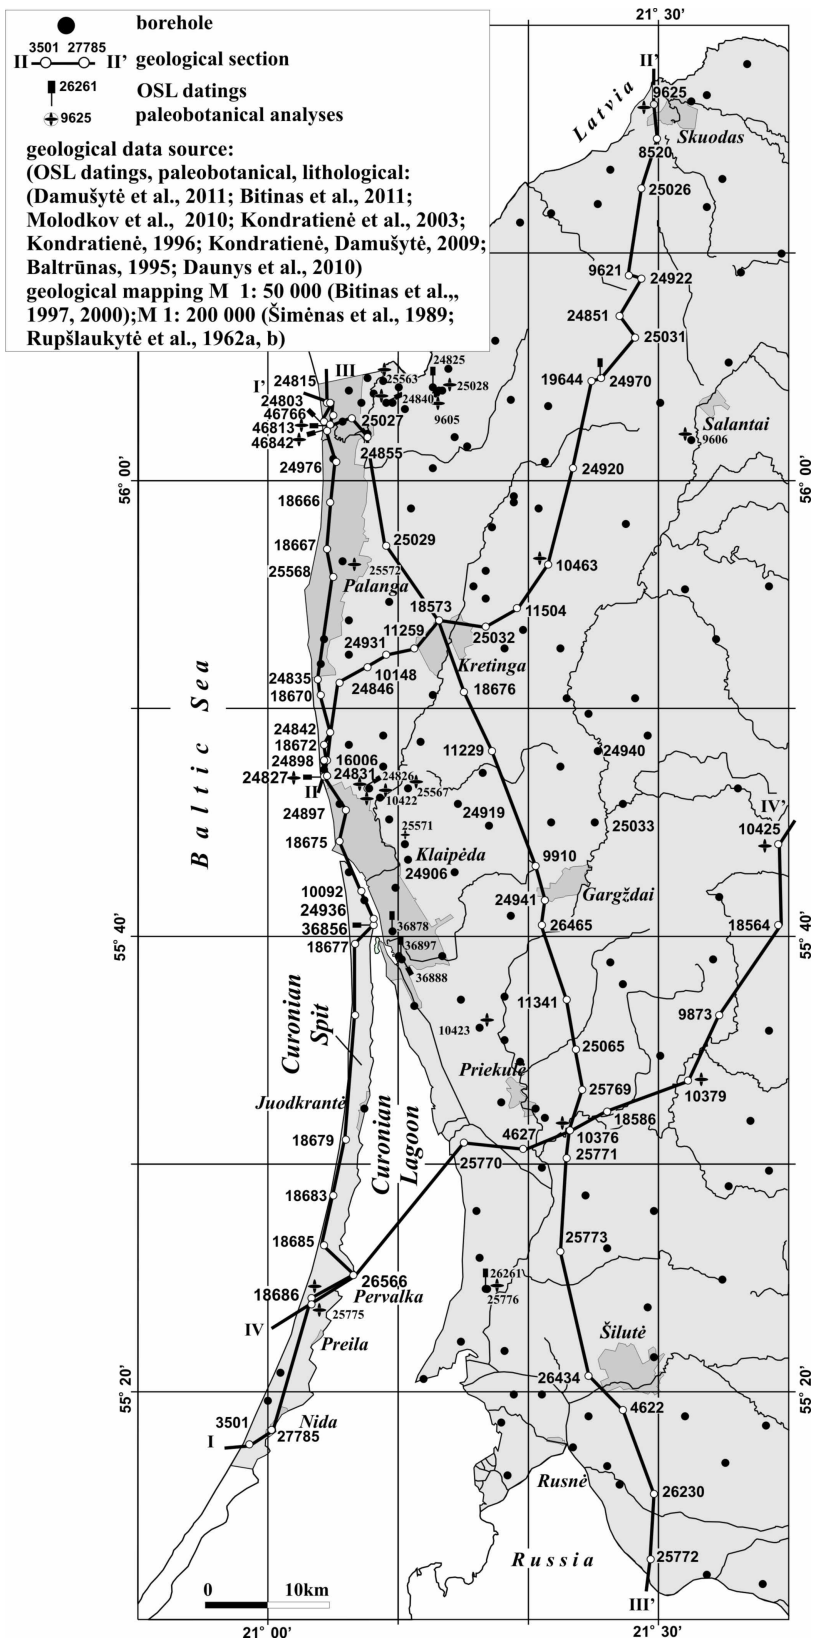 borehole
3501 27785
II II' geological section
26261
OSL datings
9625
paleobotanical analyses
geological data source:
(OSL datings, paleobotanical, lithological:
(Damušytė et al., 2011; Bitinas et al., 2011;
Molodkov et al., 2010; Kondratienė et al., 2003;
Kondratienė, 1996; Kondratienė, Damušytė, 2009;
Baltrūnas, 1995; Daunys et al., 2010)
geological mapping M 1: 50 000 (Bitinas et al.,,
1997, 2000);M 1: 200 000 (Šimėnas et al., 1989;
Rupšlaukytė et al., 1962a, b)
21° 30'
II'
9625
Latvia
Skuodas
8520
25026
9621
24922
24851
25031
19644
24970
III
24825
24815
25563
25028
I'
24803
24840
46766
9605
46813
25027
46842
24855
Salantai
9606
24976
24920
56° 00'
56° 00'
18666
25029
18667
10463
25568
25572
Palanga
18573
11504
11259
25032
24931
Kretinga
10148
24835
24846
18676
18670
Baltic Sea
24842
18672
11229
24940
24898
16006
24827
24831
24826
25567
II
10422
24897
24919
25033
IV'
10425
25571
18675
Klaipėda
9910
24906
Gargždai
10092
24941
24936
36878
26465
18564
36856
36897
55° 40'
55° 40'
18677
36888
11341
Curonian
Spit
10423
9873
25065
Priekulė
25769
10379
Juodkrantė
18586
Curonian
Lagoon
4627
10376
18679
25770
25771
18683
18685
25773
26566
26261
18686
Pervalka
25776
25775
IV
Preila
Šilutė
55° 20'
55° 20'
26434
4622
3501
Nida
I
27785
Rusnė
26230
Russia
25772
0 10km
III'
21° 00'
21° 30'